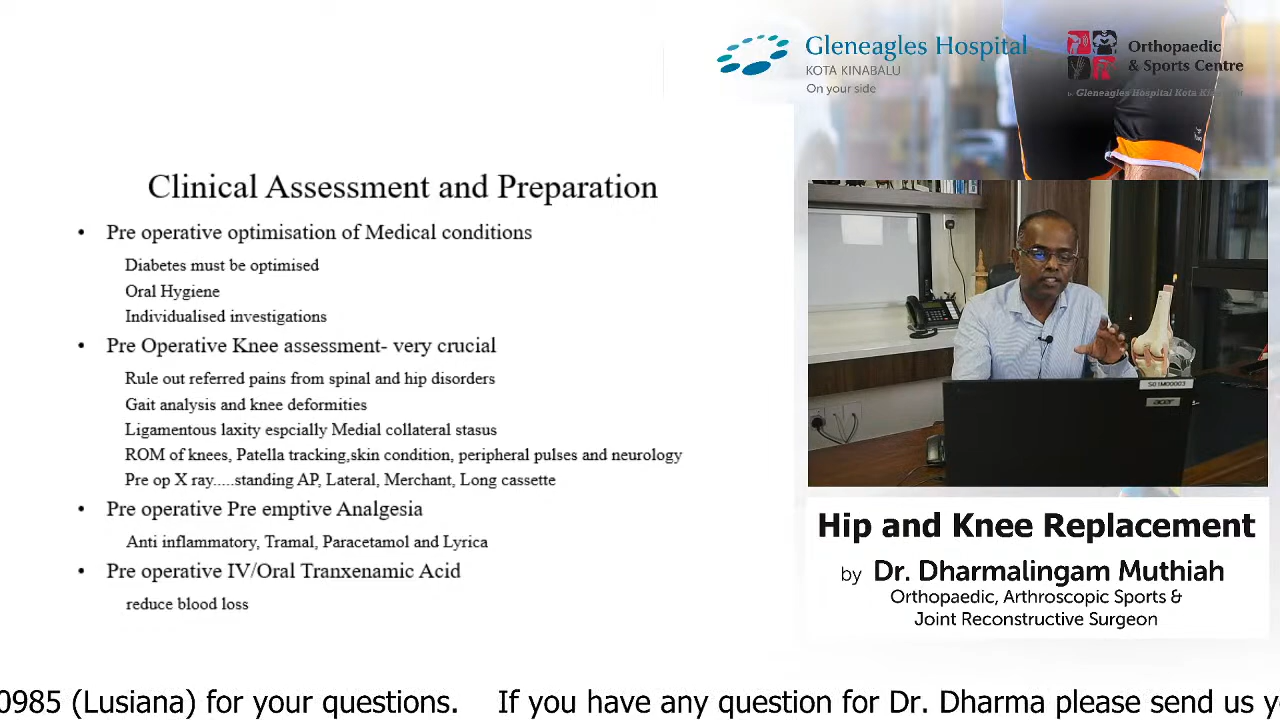 Gleneagles Hospital
KOTA KINABALU
On your side
Orthopaedic
& Sports Centre
Gleneagles Hospital Kota
Clinical Assessment and Preparation
• Pre operative optimisation of Medical conditions
Diabetes must be optimised
Oral Hygiene
Individualised investigations
• Pre Operative Knee assessment- very crucial
Rule out referred pains from spinal and hip disorders
Gait analysis and knee deformities
Ligamentous laxity espcially Medial collateral stasus
ROM of knees, Patella tracking,skin condition, peripheral pulses and neurology
Pre op X ray.....standing AP, Lateral, Merchant, Long cassette
• Pre operative Pre emptive Analgesia
Anti inflammatory, Tramal, Paracetamol and Lyrica
• Pre operative IV/Oral Tranxenamic Acid
reduce blood loss
S01M00003
acer
Hip and Knee Replacement
by Dr. Dharmalingam Muthiah
Orthopaedic, Arthroscopic Sports &
Joint Reconstructive Surgeon
0985 (Lusiana) for your questions. If you have any question for Dr. Dharma please send us